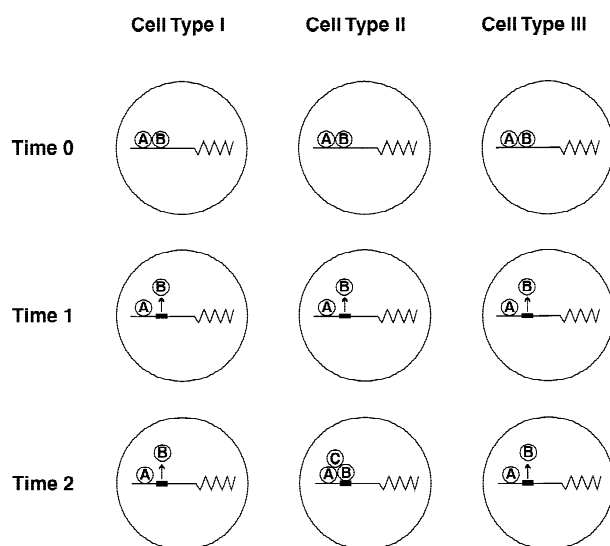 Cell Type I Cell Type II Cell Type III
Time 0 A B A B A B
B B B
Time 1 A A A
B C B
Time 2 A A B A